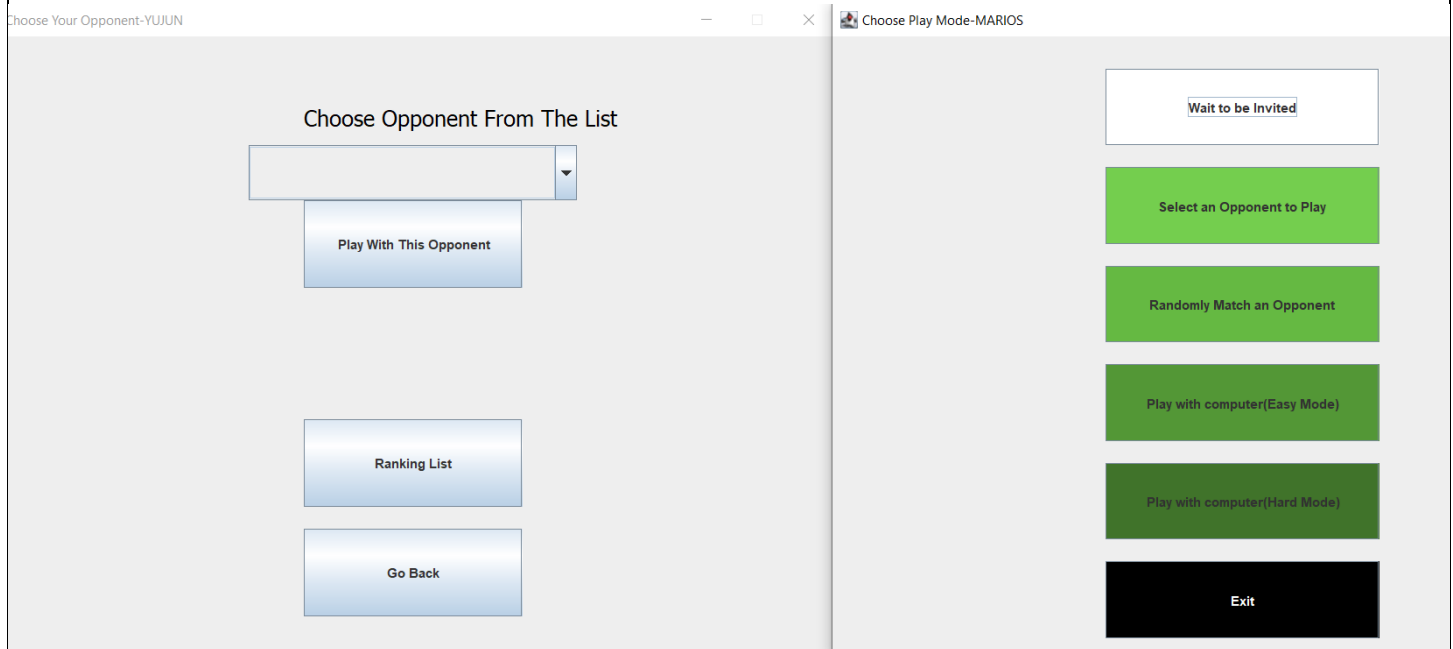 Choose Your Opponent-YUJUN
Choose Opponent From The List
Play With This Opponent
Ranking List
Go Back
Choose Play Mode-MARIOS
Wait to be Invited
Select an Opponent to Play
Randomly Match an Opponent
Play with computer(Easy Mode)
Play with computer(Hard Mode)
Exit